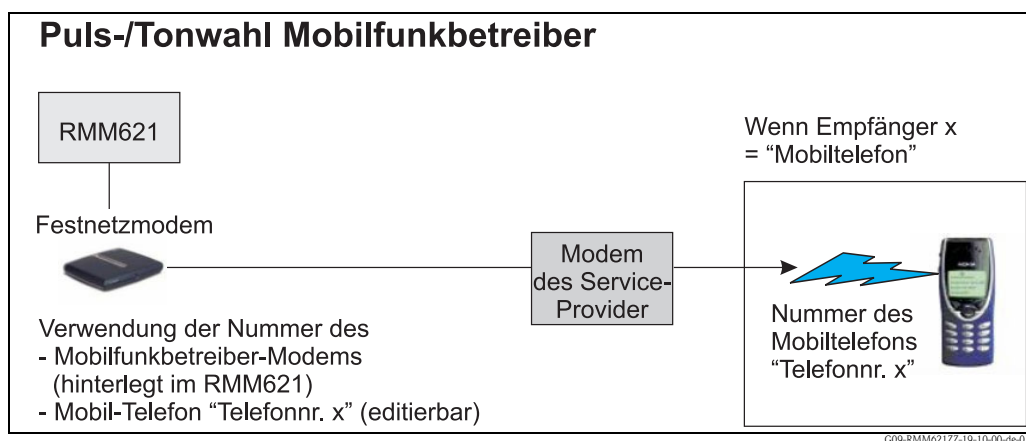 Puls-/Tonwahl Mobilfunkbetreiber
RMM621
Festnetzmodem
Verwendung der Nummer des
- Mobilfunkbetreiber-Modems
(hinterlegt im RMM621)
- Mobil-Telefon “Telefonnr. x” (editierbar)
Modem
des Service-
Provider
Wenn Empfänger x
= “Mobiltelefon”
NOKIA
Nummer des
Mobiltelefons
“Telefonnr. x”